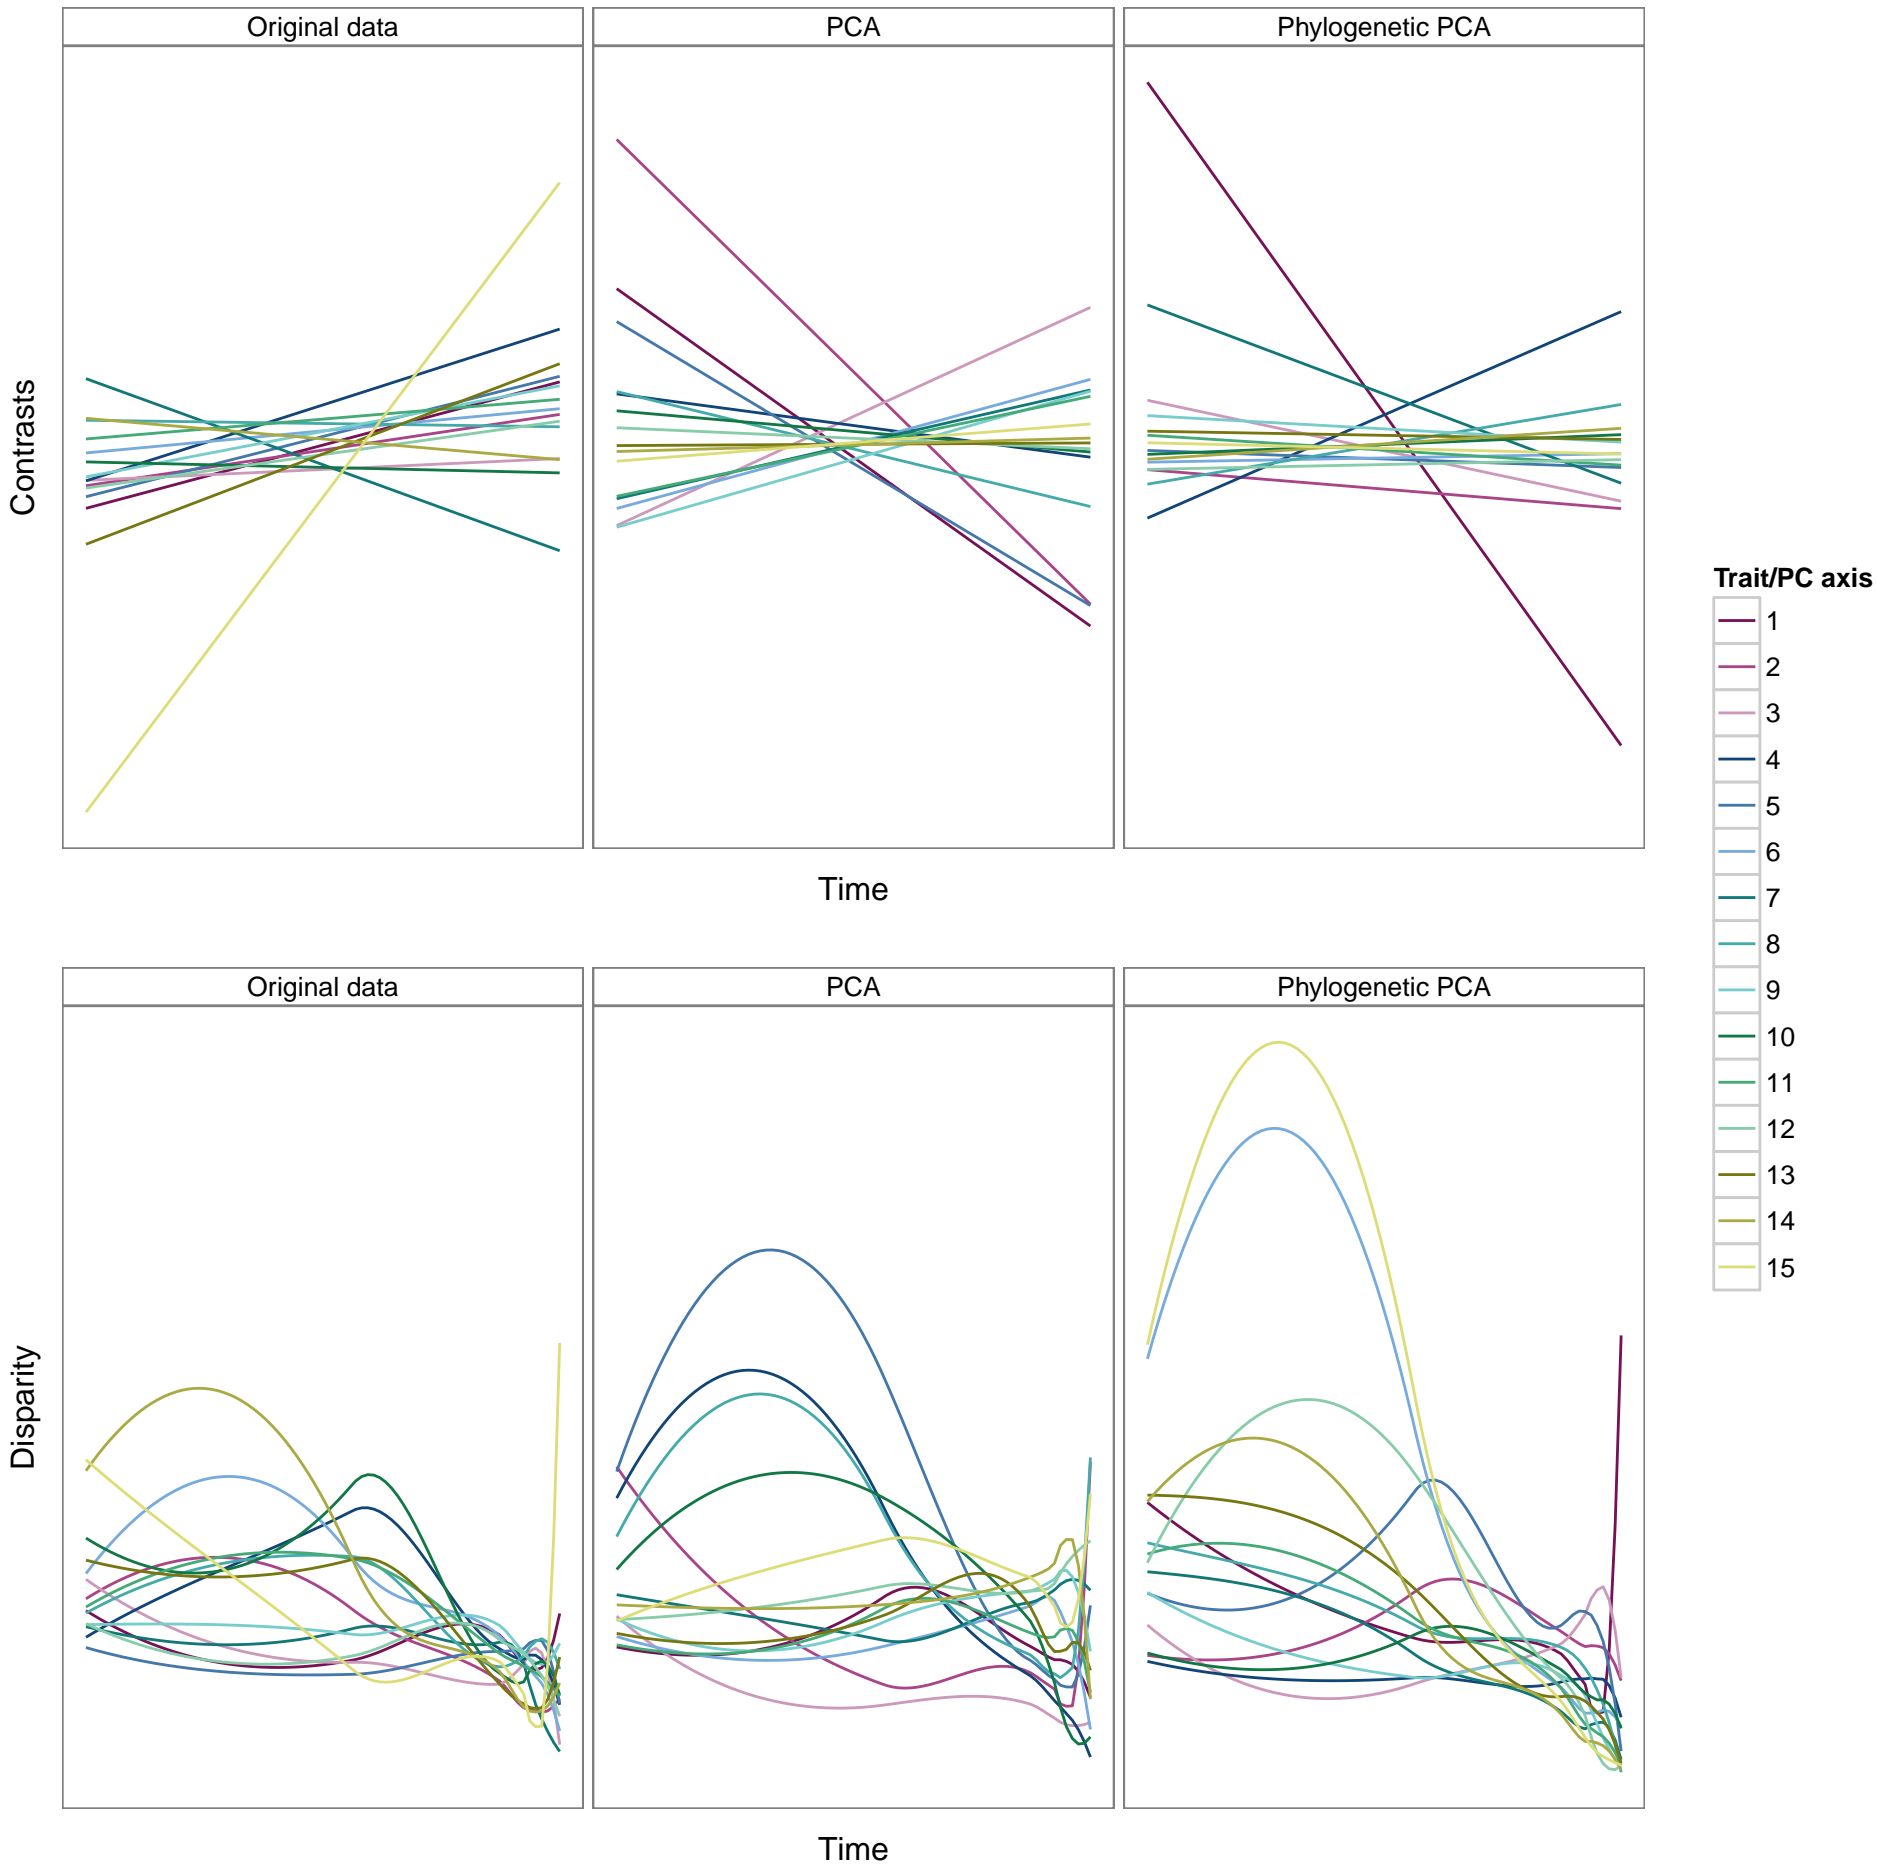 Original data
PCA
Phylogenetic PCA
Contrasts
Time
Original data
PCA
Phylogenetic PCA
Disparity
Time
Trait/PC axis
1
2
3
4
5
6
7
8
9
10
11
12
13
14
15